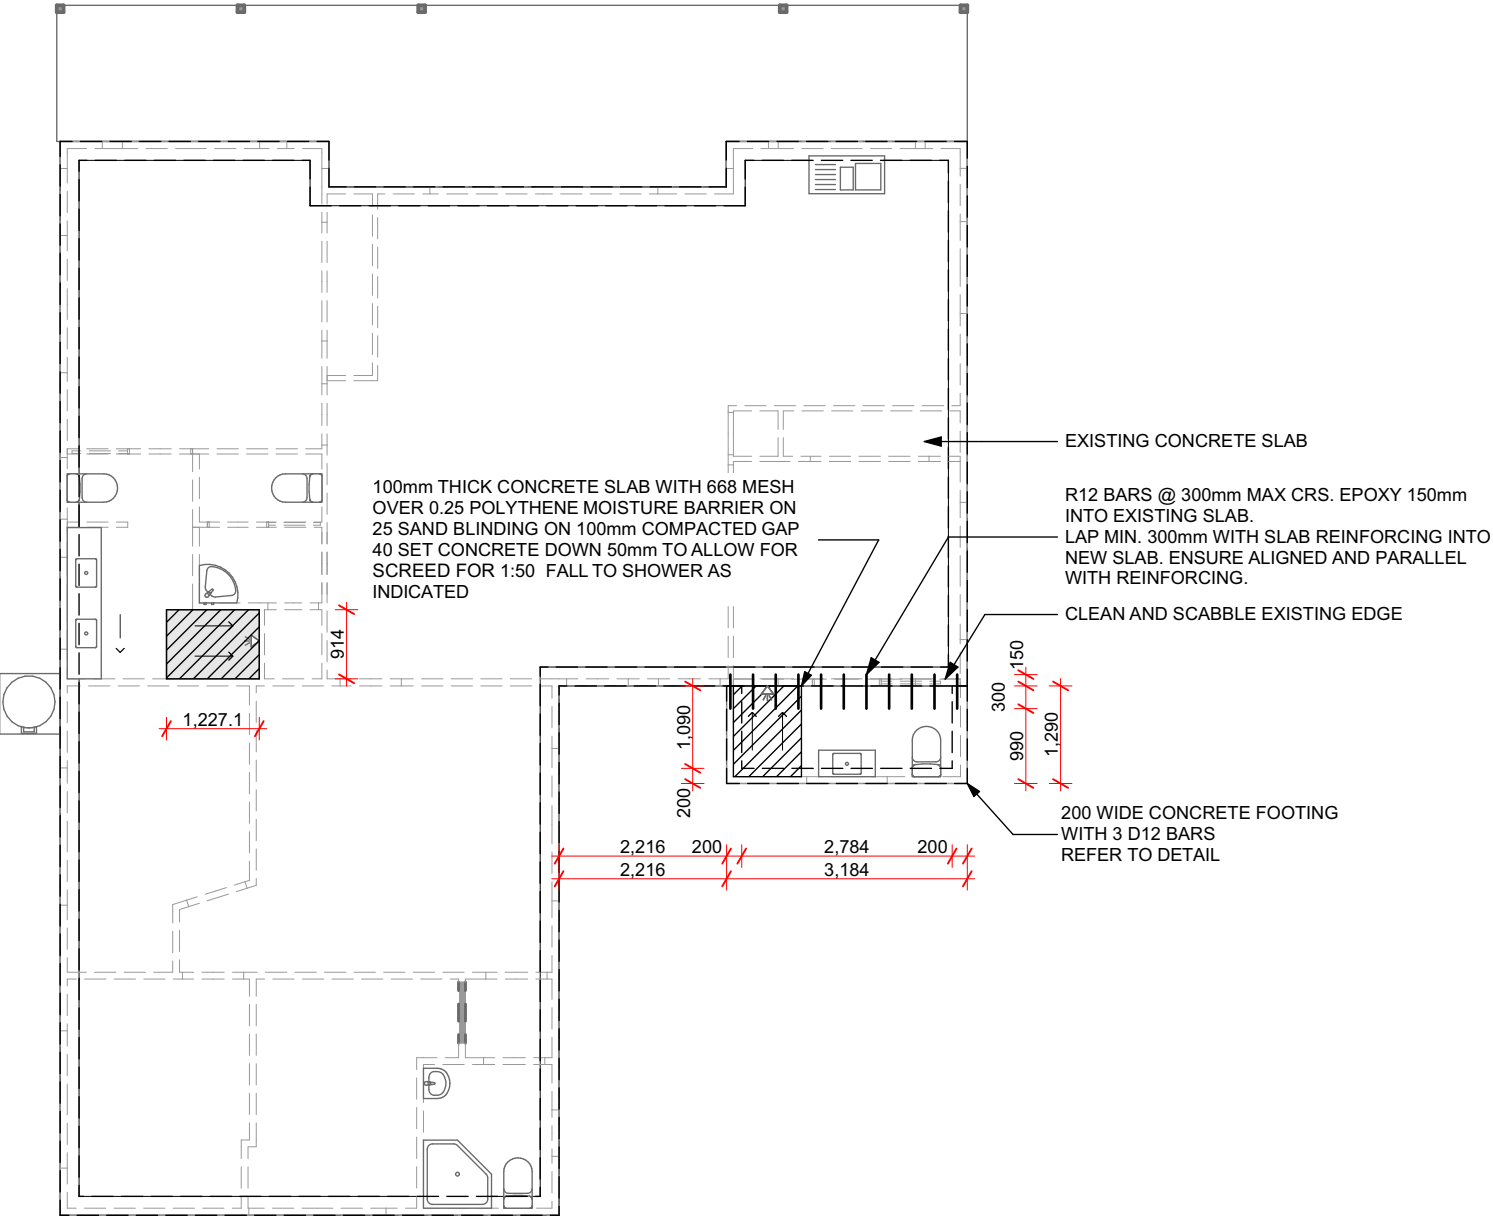 EXISTING CONCRETE SLAB
100mm THICK CONCRETE SLAB WITH 668 MESH
OVER 0.25 POLYTHENE MOISTURE BARRIER ON
25 SAND BLINDING ON 100mm COMPACTED GAP
40 SET CONCRETE DOWN 50mm TO ALLOW FOR
SCREED FOR 1:50 FALL TO SHOWER AS
INDICATED
R12 BARS @ 300mm MAX CRS. EPOXY 150mm
INTO EXISTING SLAB.
LAP MIN. 300mm WITH SLAB REINFORCING INTO
NEW SLAB. ENSURE ALIGNED AND PARALLEL
WITH REINFORCING.
CLEAN AND SCABBLE EXISTING EDGE
914
150
300
1,227.1
1,090
990
1,290
200
200 WIDE CONCRETE FOOTING
WITH 3 D12 BARS
REFER TO DETAIL
2,216 200 2,784 200
2,216 3,184